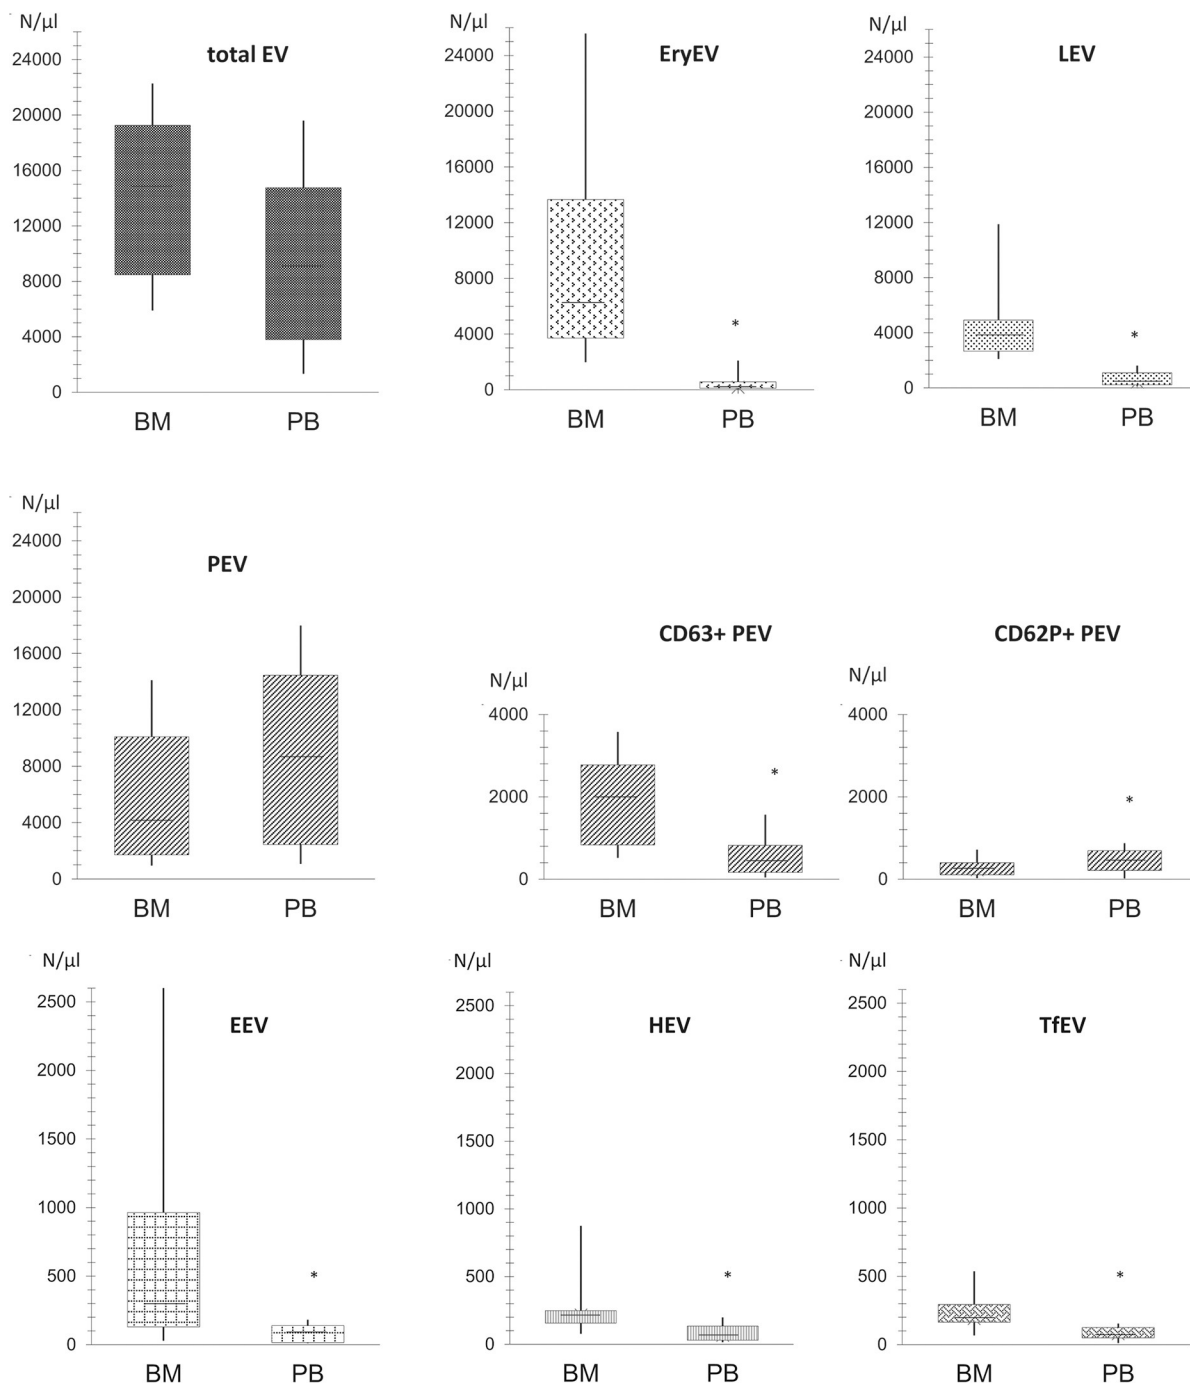 N/µl
total EV
24000
20000
16000
12000
8000
4000
0
BM PB
N/µl
EryEV
24000
20000
16000
12000
8000
4000
0
*
BM PB
N/µl
LEV
24000
20000
16000
12000
8000
4000
0
*
BM PB
N/µl
PEV
24000
20000
16000
12000
8000
4000
0
BM PB
CD63+ PEV
N/µl
4000
2000
0
*
BM PB
CD62P+ PEV
N/µl
4000
2000
0
*
BM PB
N/µl
EEV
2500
2000
1500
1000
500
0
*
BM PB
N/µl
HEV
2500
2000
1500
1000
500
0
*
BM PB
N/µl
TfEV
2500
2000
1500
1000
500
0
*
BM PB